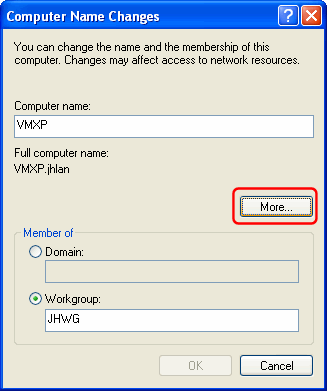 Computer Name Changes
You can change the name and the membership of this
computer. Changes may affect access to network resources.
Computer name:
VMXP
Full computer name:
VMXP.jhlan
More...
Member of
Domain:
Workgroup:
JHWG
OK
Cancel